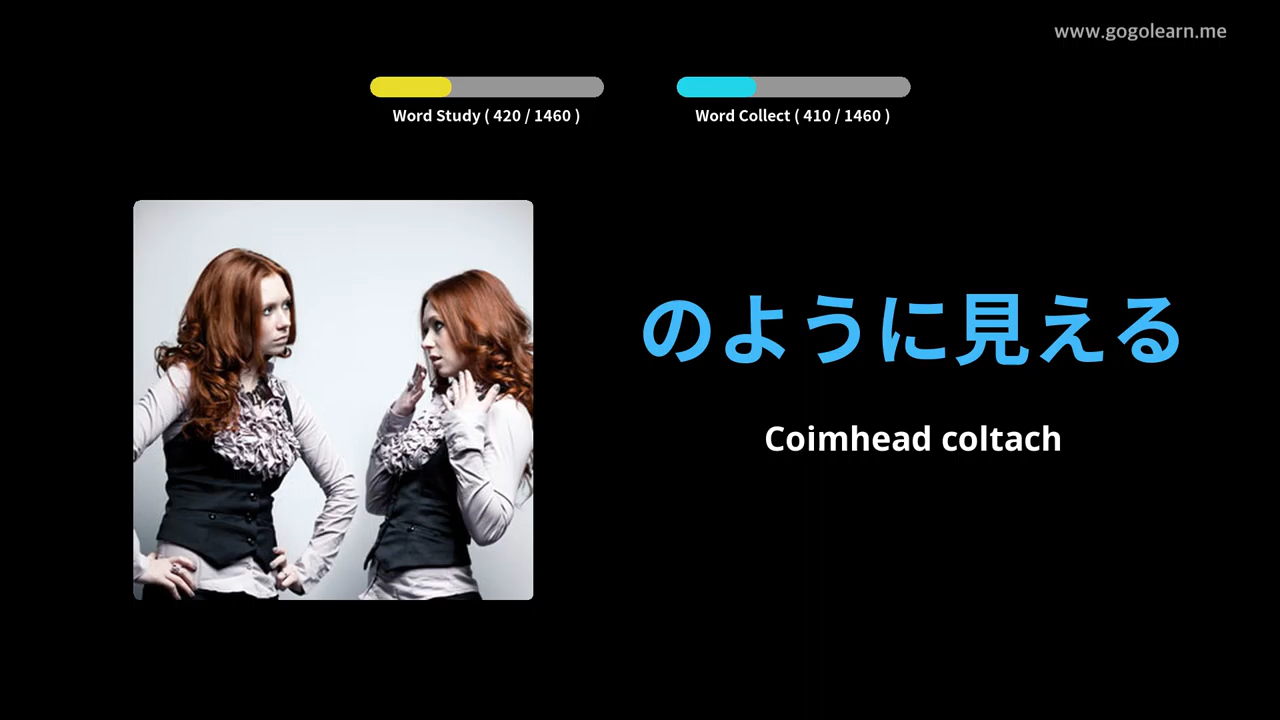 www.gogolearn.me
Word Study ( 420 / 1460 )
Word Collect ( 410 / 1460 )
のように見える
Coimhead coltach